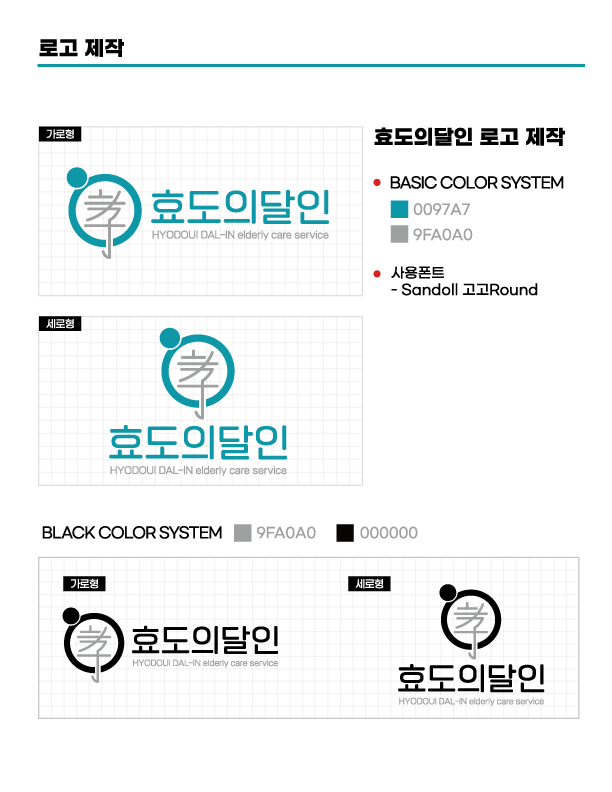 로고 제작
가로형
효도의달인 로고 제작
孝
효도의달인
HYODOUI DAL-IN elderly care service
BASIC COLOR SYSTEM
0097A7
9FA0A0
사용폰트
- Sandoll 고고Round
세로형
孝
효도의달인
HYODOUI DAL-IN elderly care service
BLACK COLOR SYSTEM 9FA0A0 000000
가로형
세로형
孝
효도의달인
HYODOUI DAL-IN elderly care service
孝
효도의달인
HYODOUI DAL-IN elderly care service